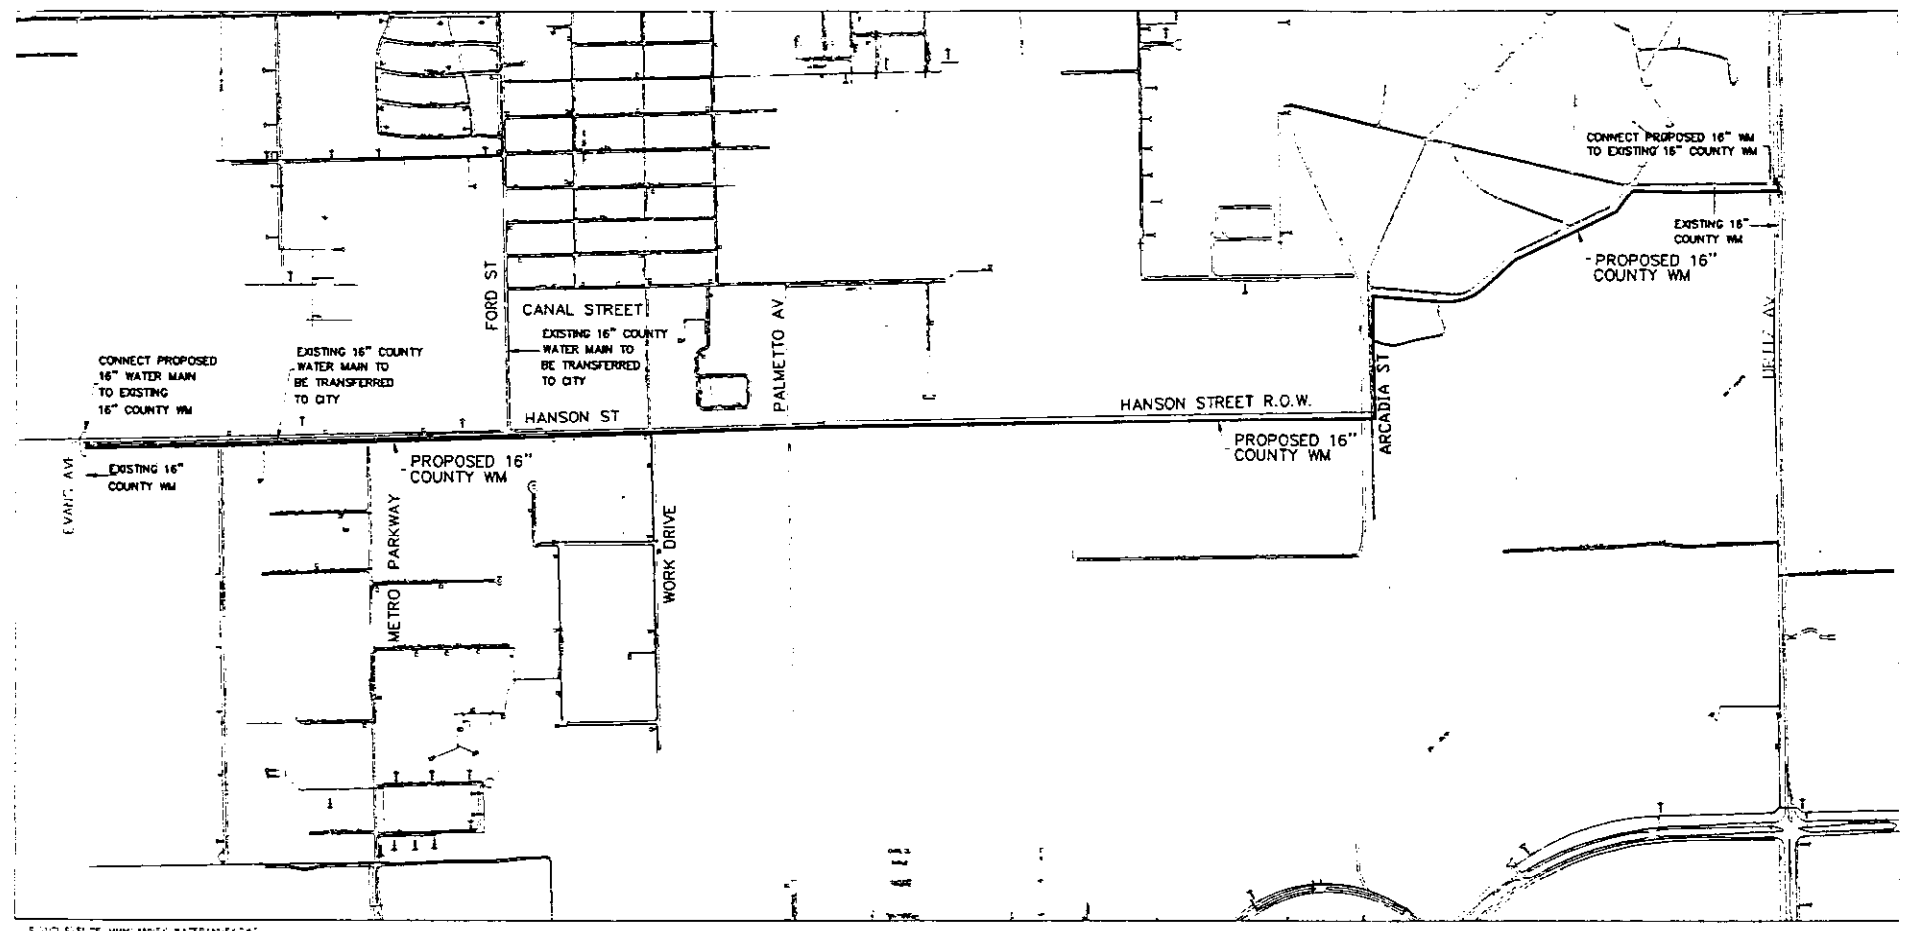 CONNECT PROPOSED 16" WM
TO EXISTING 16" COUNTY WM
EXISTING 16"
COUNTY WM
PROPOSED 16"
COUNTY WM
FORD ST
CANAL STREET
EXISTING 16" COUNTY
WATER MAIN TO
BE TRANSFERRED
TO CITY
PALMETTO AV
EXISTING 16" COUNTY
WATER MAIN TO
BE TRANSFERRED
TO CITY
CONNECT PROPOSED
16" WATER MAIN
TO EXISTING
16" COUNTY WM
HANSON ST
HANSON STREET R.O.W.
ARCADIA ST
PROPOSED 16"
COUNTY WM
PROPOSED 16"
COUNTY WM
EXISTING 16"
COUNTY WM
EVANS AVE
METRO PARKWAY
WORK DRIVE